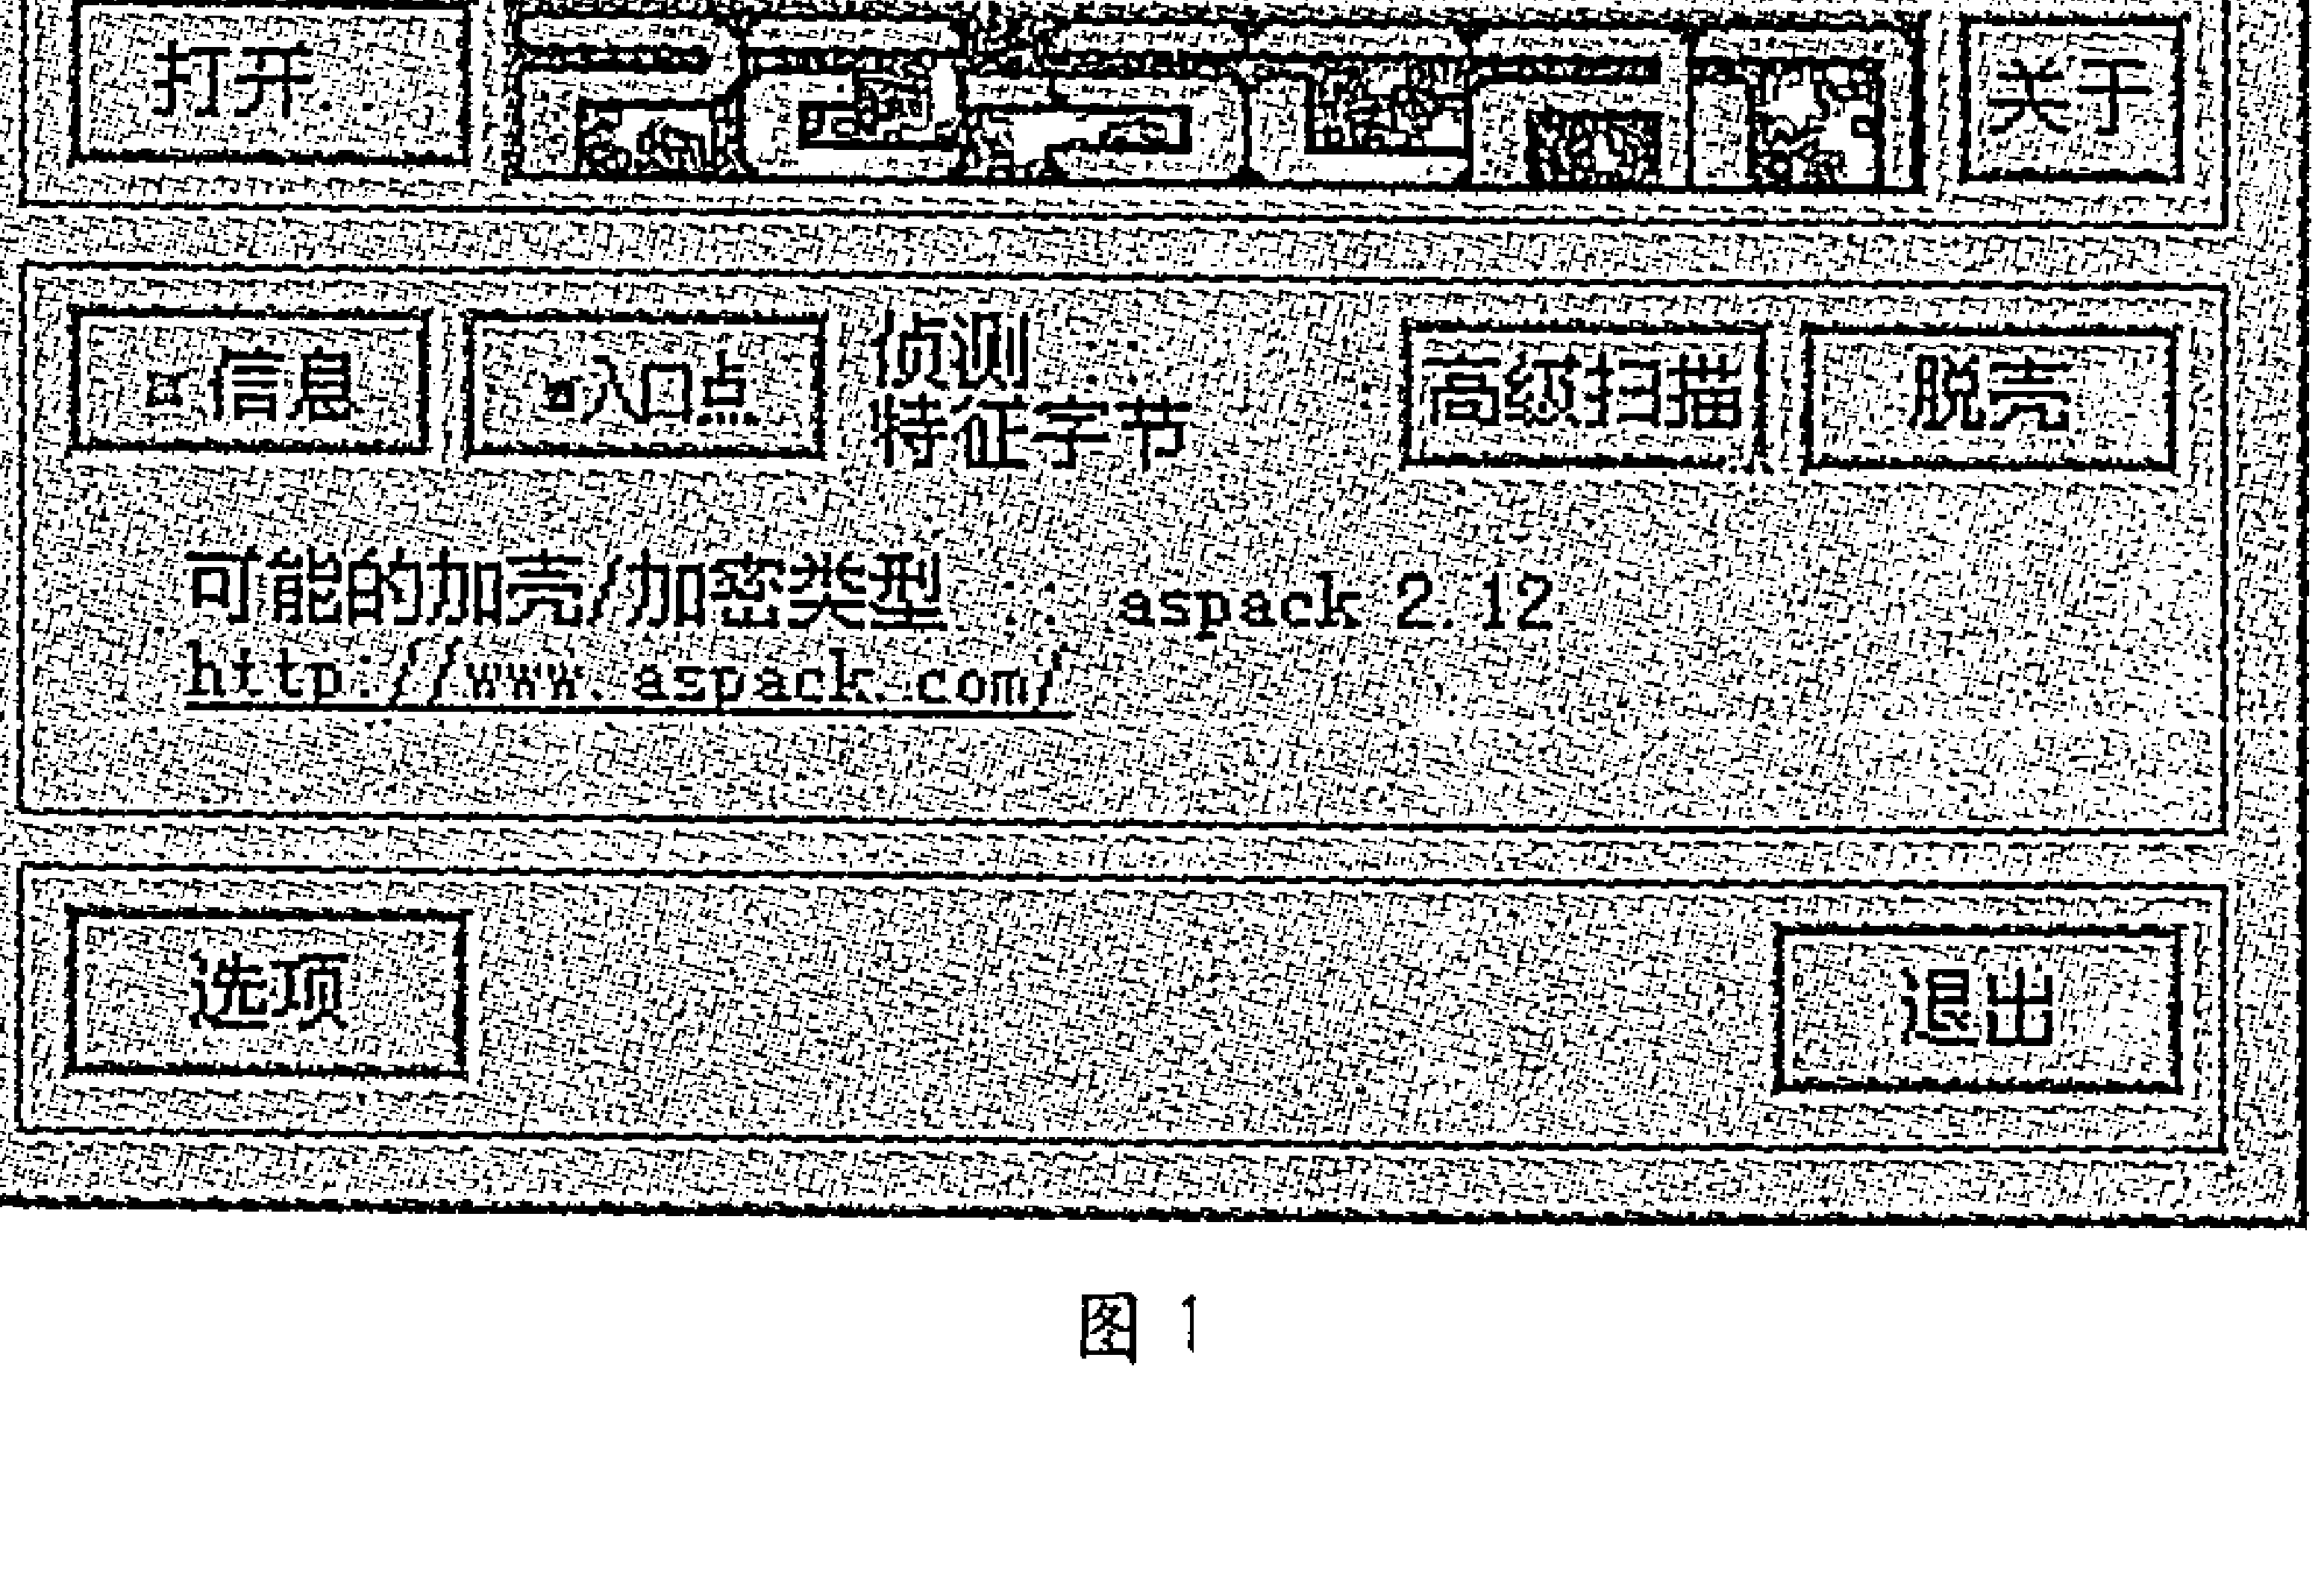 打开.. 关于
信息 入口点 侦测.. 高级扫描 脱壳
特征字节
可能的加壳/加密类型 : aspack 2.12
http://www.aspack.com/
选项 退出
图 1